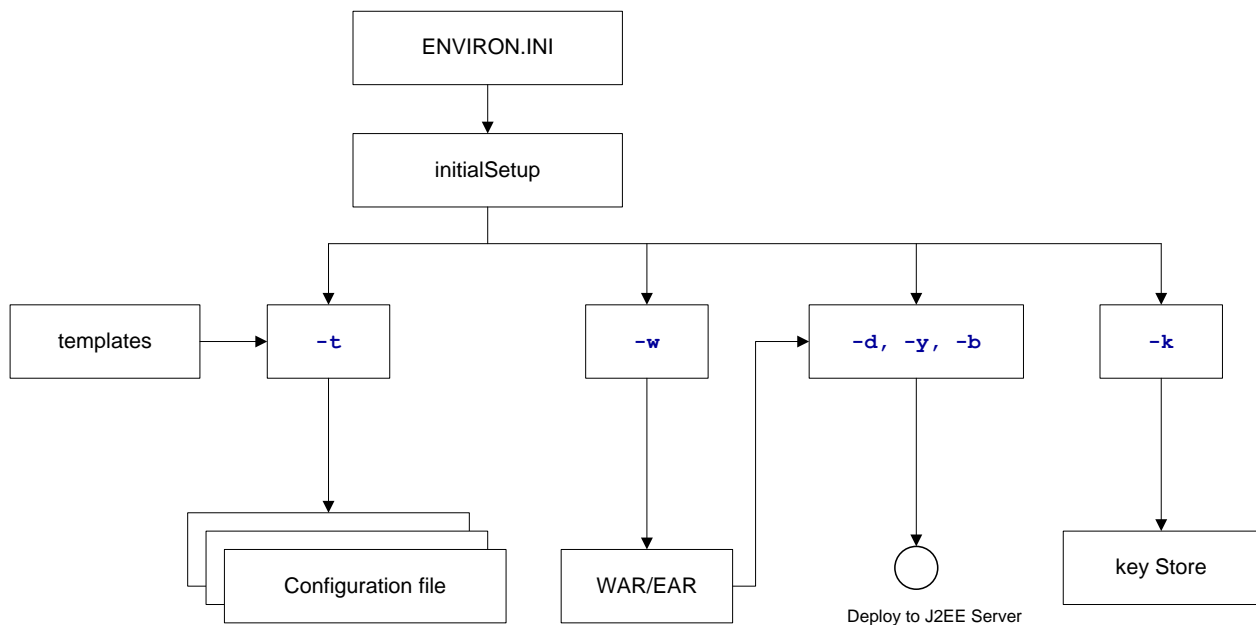 ENVIRON.INI
initialSetup
templates
-t
-w
-d, -y, -b
-k
Configuration file
WAR/EAR
key Store
Deploy to J2EE Server